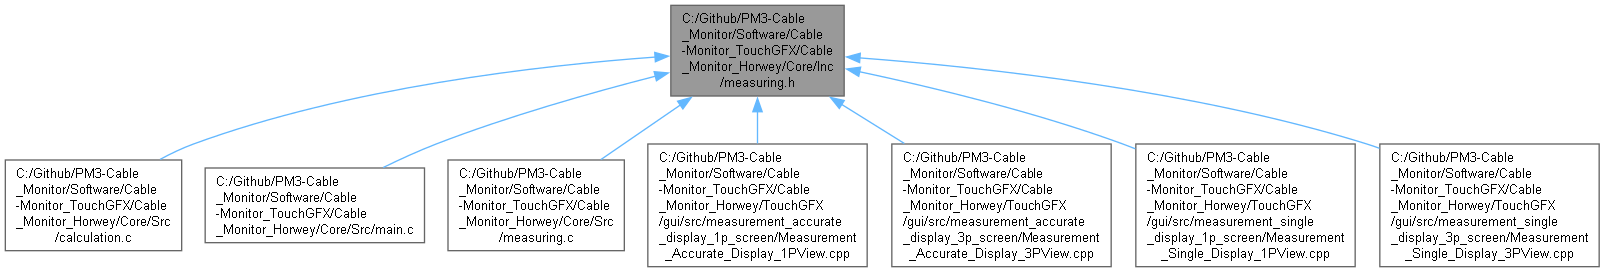 C:/Github/PM3-Cable
_Monitor/Software/Cable
-Monitor_TouchGFX/Cable
_Monitor_Horwey/Core/Inc
/measuring.h
C:/Github/PM3-Cable
_Monitor/Software/Cable
-Monitor_TouchGFX/Cable
_Monitor_Horwey/Core/Src
/calculation.c
C:/Github/PM3-Cable
_Monitor/Software/Cable
-Monitor_TouchGFX/Cable
_Monitor_Horwey/Core/Src/main.c
C:/Github/PM3-Cable
_Monitor/Software/Cable
-Monitor_TouchGFX/Cable
_Monitor_Horwey/Core/Src
/measuring.c
C:/Github/PM3-Cable
_Monitor/Software/Cable
-Monitor_TouchGFX/Cable
_Monitor_Horwey/TouchGFX
/gui/src/measurement_accurate
_display_1p_screen/Measurement
_Accurate_Display_1PView.cpp
C:/Github/PM3-Cable
_Monitor/Software/Cable
-Monitor_TouchGFX/Cable
_Monitor_Horwey/TouchGFX
/gui/src/measurement_accurate
_display_3p_screen/Measurement
_Accurate_Display_3PView.cpp
C:/Github/PM3-Cable
_Monitor/Software/Cable
-Monitor_TouchGFX/Cable
_Monitor_Horwey/TouchGFX
/gui/src/measurement_single
_display_1p_screen/Measurement
_Single_Display_1PView.cpp
C:/Github/PM3-Cable
_Monitor/Software/Cable
-Monitor_TouchGFX/Cable
_Monitor_Horwey/TouchGFX
/gui/src/measurement_single
_display_3p_screen/Measurement
_Single_Display_3PView.cpp